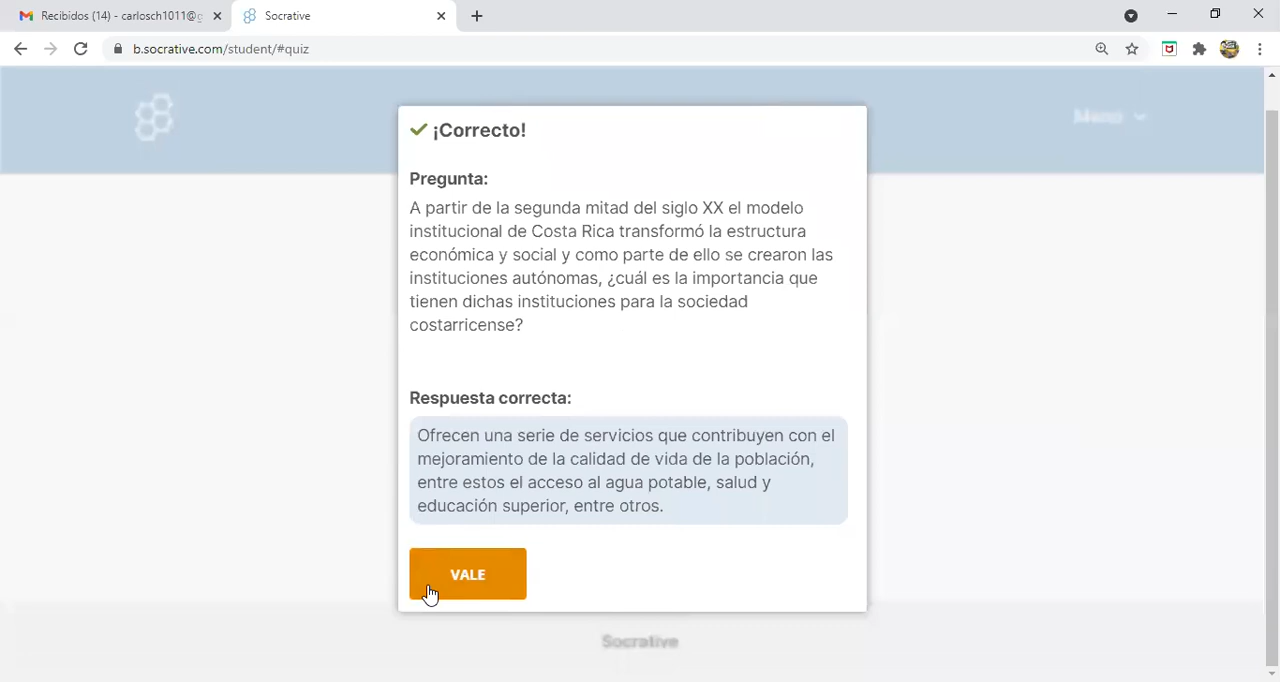 Recibidos (14) - carlosch1011@g
Socrative
b.socrative.com/student/#quiz
Menú
¡Correcto!
Pregunta:
A partir de la segunda mitad del siglo XX el modelo
institucional de Costa Rica transformó la estructura
económica y social y como parte de ello se crearon las
instituciones autónomas, ¿cuál es la importancia que
tienen dichas instituciones para la sociedad
costarricense?
Respuesta correcta:
Ofrecen una serie de servicios que contribuyen con el
mejoramiento de la calidad de vida de la población,
entre estos el acceso al agua potable, salud y
educación superior, entre otros.
VALE
Socrative